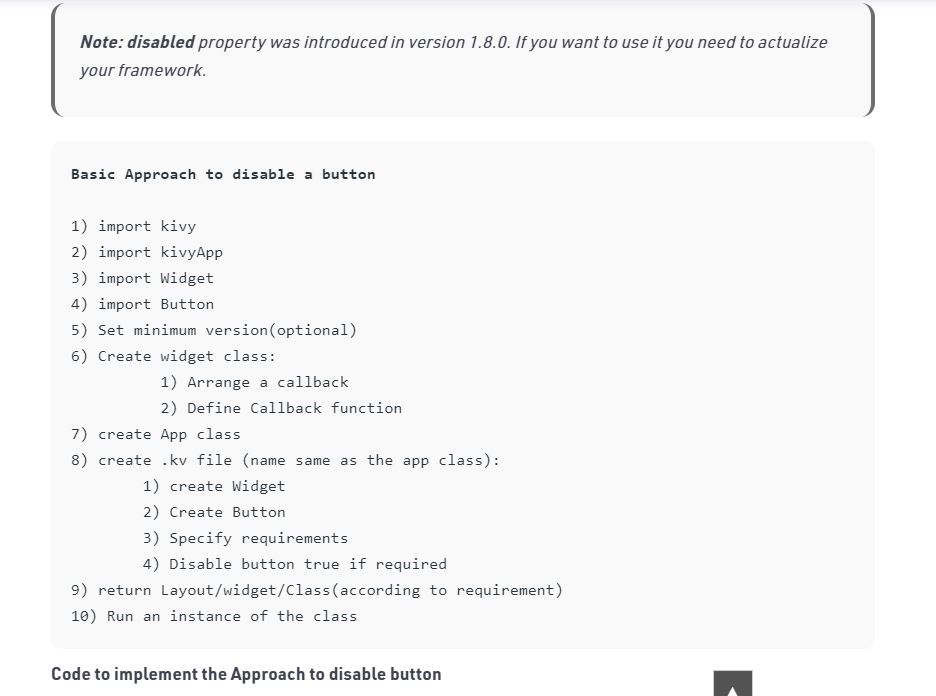 Note: disabled property was introduced in version 1.8.0. If you want to use it you need to actualize
your framework.
Basic Approach to disable a button
1) import kivy
2) import kivyApp
3) import Widget
4) import Button
5) Set minimum version(optional)
6) Create widget class:
1) Arrange a callback
2) Define Callback function
7) create App class
8) create .kv file (name same as the app class):
1) create Widget
2) Create Button
3) Specify requirements
4) Disable button true if required
9) return Layout/widget/Class(according to requirement)
10) Run an instance of the class
Code to implement the Approach to disable button